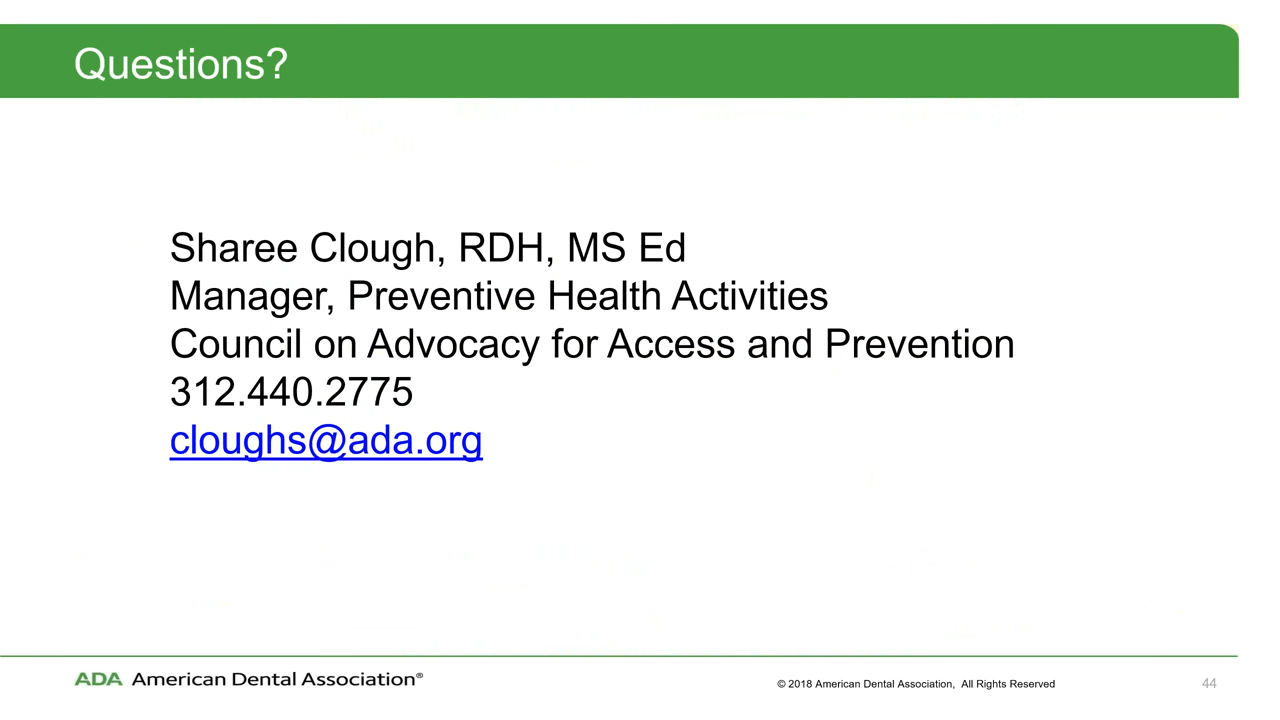 Questions?
Sharee Clough, RDH, MS Ed
Manager, Preventive Health Activities
Council on Advocacy for Access and Prevention
312.440.2775
cloughs@ada.org
ADA American Dental Association®
© 2018 American Dental Association, All Rights Reserved
44